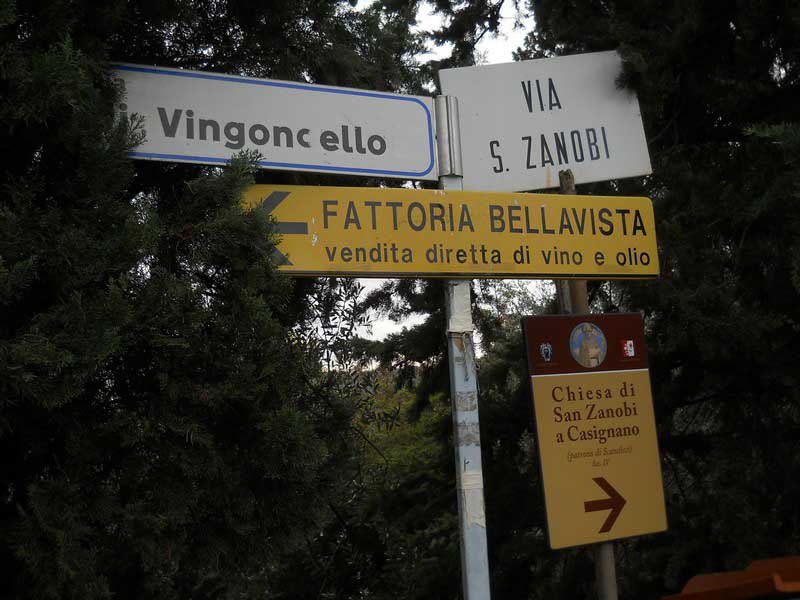 i Vingoncello
VIA
S. ZANOBI
FATTORIA BELLAVISTA
vendita diretta di vino e olio
Chiesa di
San Zanobi
a Casignano
(patrono di Scandicci)
Sec. IV